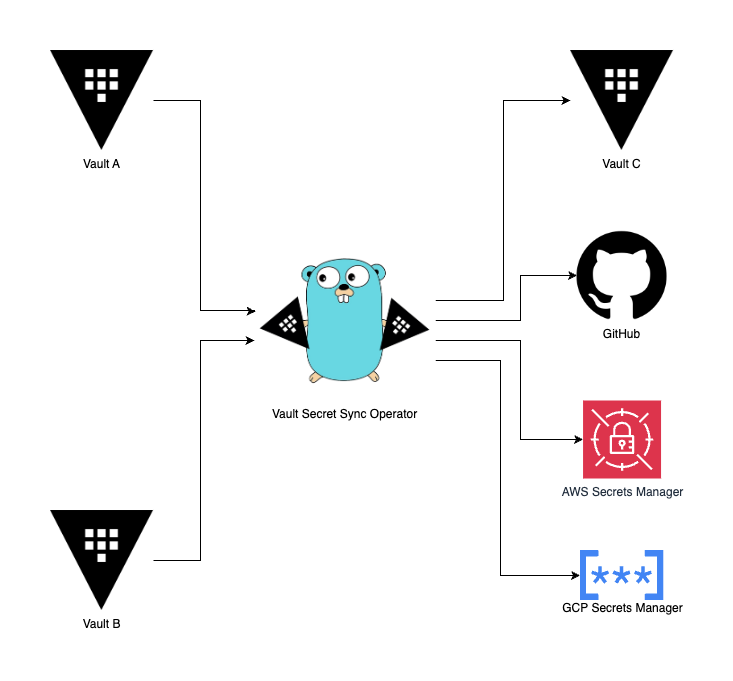 Vault A
Vault C
GitHub
Vault Secret Sync Operator
AWS Secrets Manager
[***]
GCP Secrets Manager
Vault B